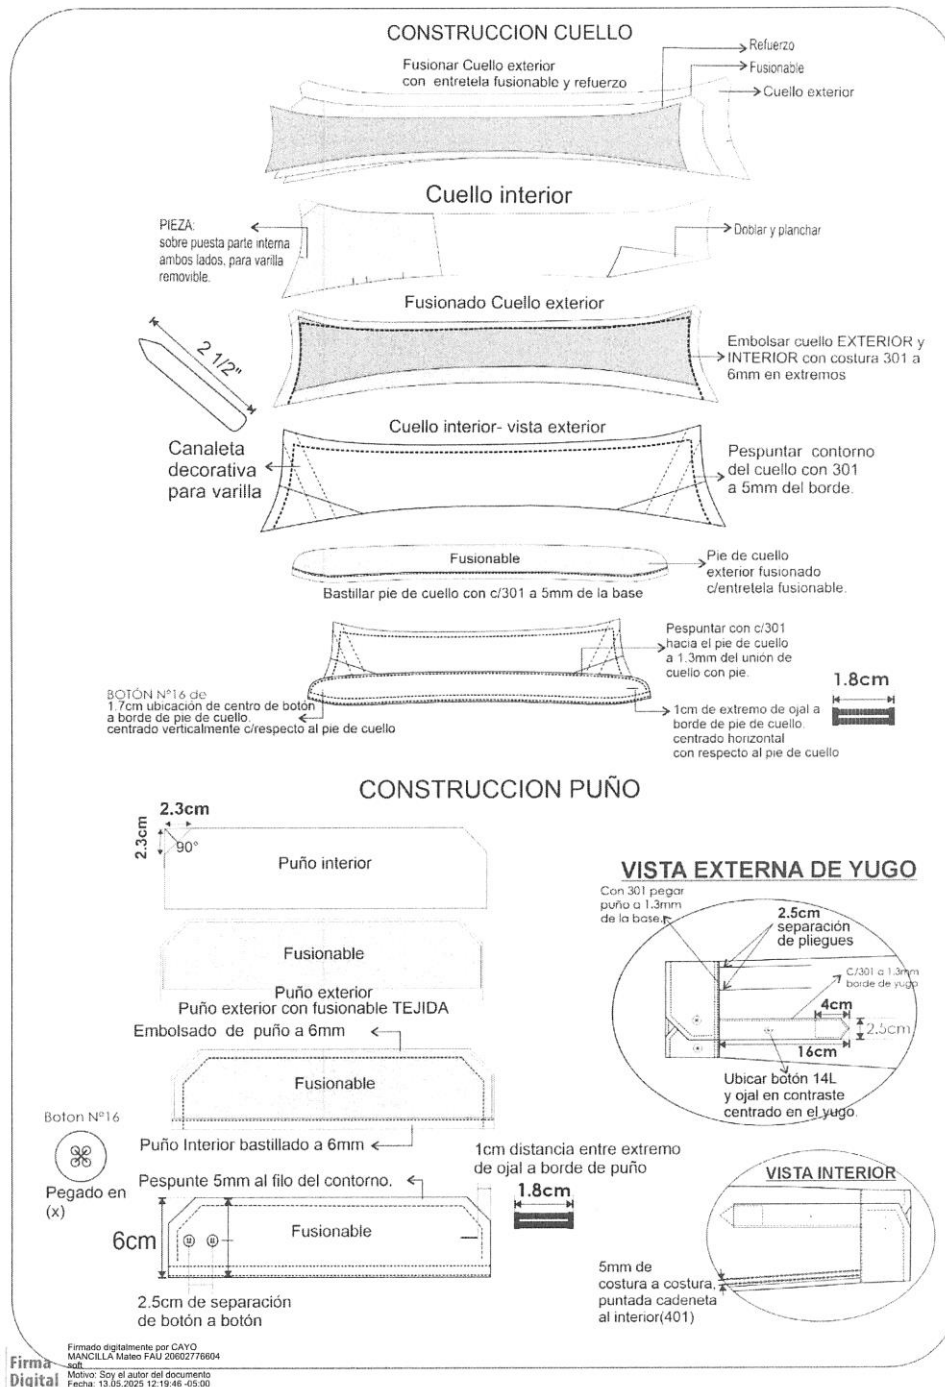 CONSTRUCCION CUELLO
Fusionar Cuello exterior
con entretela fusionable y refuerzo
Refuerzo
Fusionable
Cuello exterior
Cuello interior
PIEZA:
sobre puesta parte interna
ambos lados, para varilla
removible.
Doblar y planchar
Fusionado Cuello exterior
2 1/2"
Embolsar cuello EXTERIOR y
INTERIOR con costura 301 a
6mm en extremos
Cuello interior- vista exterior
Canaleta
decorativa
para varilla
Pespuntar contorno
del cuello con 301
a 5mm del borde.
Fusionable
Pie de cuello
exterior fusionado
c/entretela fusionable.
Bastillar pie de cuello con c/301 a 5mm de la base
Pespuntar con c/301
hacia el pie de cuello
a 1.3mm del unión de
cuello con pie.
BOTÓN Nº16 de
1.7cm ubicación de centro de botón
a borde de pie de cuello.
centrado verticalmente c/respecto al pie de cuello
1cm de extremo de ojal a
borde de pie de cuello.
centrado horizontal
con respecto al pie de cuello
1.8cm
CONSTRUCCION PUÑO
2.3cm
2.3cm
90°
Puño interior
Fusionable
Puño exterior
Puño exterior con fusionable TEJIDA
Embolsado de puño a 6mm
Fusionable
Boton Nº16
Pegado en
(x)
Puño Interior bastillado a 6mm
1cm distancia entre extremo
de ojal a borde de puño
Pespunte 5mm al filo del contorno.
1.8cm
6cm
Fusionable
2.5cm de separación
de botón a botón
VISTA EXTERNA DE YUGO
Con 301 pegar
puño a 1.3mm
de la base.
2.5cm
separación
de pliegues
C/301 a 1.3mm
borde de yugo
4cm
2.5cm
16cm
Ubicar botón 14L
y ojal en contraste
centrado en el yugo.
VISTA INTERIOR
5mm de
costura a costura,
puntada cadeneta
al interior(401)
Firma
Digital
Firmado digitalmente por CAYO
MANCILLA Mateo FAU 20602776604
soft
Motivo: Soy el autor del documento
Fecha: 13.05.2025 12:19:46 -05:00